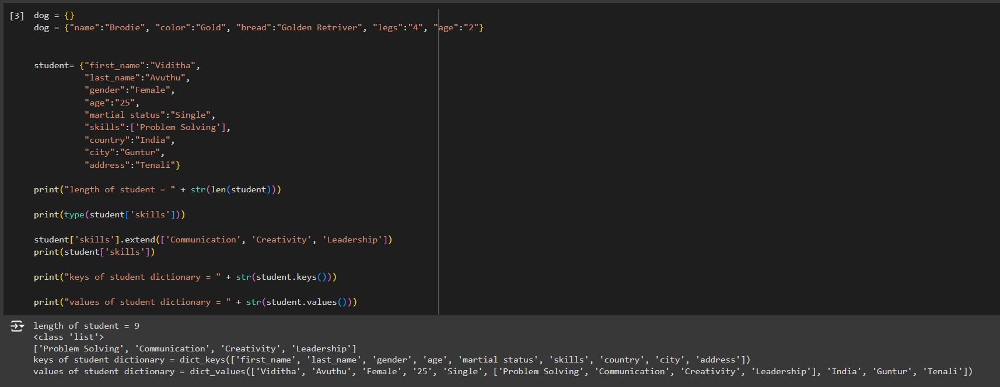 [3] dog = {}
dog = {"name":"Brodie", "color":"Gold", "bread":"Golden Retriver", "legs":"4", "age":"2"}
student= {"first_name":"Viditha",
"last_name":"Avuthu",
"gender":"Female",
"age":"25",
"martial status":"Single",
"skills":['Problem Solving'],
"country":"India",
"city":"Guntur",
"address":"Tenali"}
print("length of student = " + str(len(student)))
print(type(student['skills']))
student['skills'].extend(['Communication', 'Creativity', 'Leadership'])
print(student['skills'])
print("keys of student dictionary = " + str(student.keys()))
print("values of student dictionary = " + str(student.values()))
length of student = 9
<class 'list'>
['Problem Solving', 'Communication', 'Creativity', 'Leadership']
keys of student dictionary = dict_keys(['first_name', 'last_name', 'gender', 'age', 'martial status', 'skills', 'country', 'city', 'address'])
values of student dictionary = dict_values(['Viditha', 'Avuthu', 'Female', '25', 'Single', ['Problem Solving', 'Communication', 'Creativity', 'Leadership'], 'India', 'Guntur', 'Tenali'])